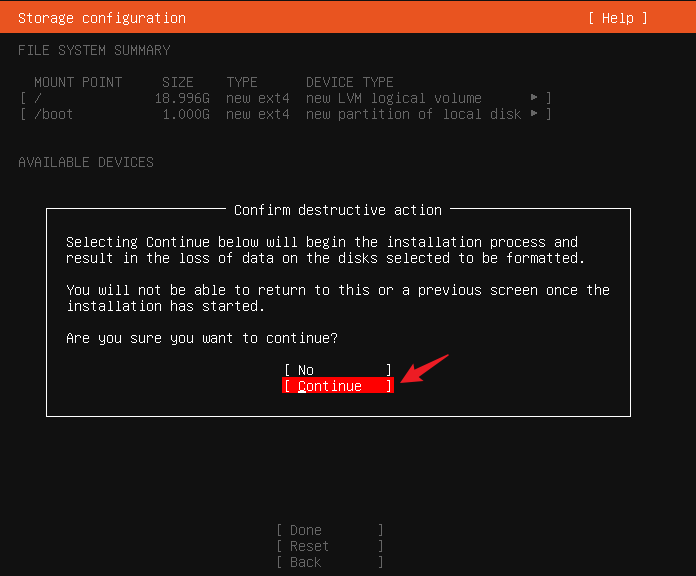 Storage configuration [ Help ]
FILE SYSTEM SUMMARY
MOUNT POINT SIZE TYPE DEVICE TYPE
[ / 18.996G new ext4 new LVM logical volume ▸ ]
[ /boot 1.000G new ext4 new partition of local disk ▸ ]
AVAILABLE DEVICES
Confirm destructive action
Selecting Continue below will begin the installation process and
result in the loss of data on the disks selected to be formatted.
You will not be able to return to this or a previous screen once the
installation has started.
Are you sure you want to continue?
[ No ]
[ Continue ]
[ Done ]
[ Reset ]
[ Back ]